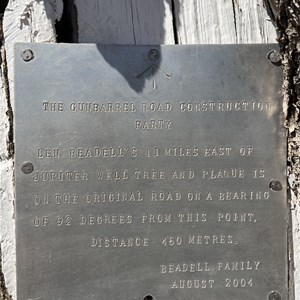 THE GUNBARREL ROAD CONSTRUCTION
PARTY
LEN BEADELL'S 11 MILES EAST OF
JUPITER WELL TREE AND PLAQUE IS
ON THE ORIGINAL ROAD ON A BEARING
OF 92 DEGREES FROM THIS POINT.
DISTANCE 460 METRES.
BEADELL FAMILY
AUGUST 2004